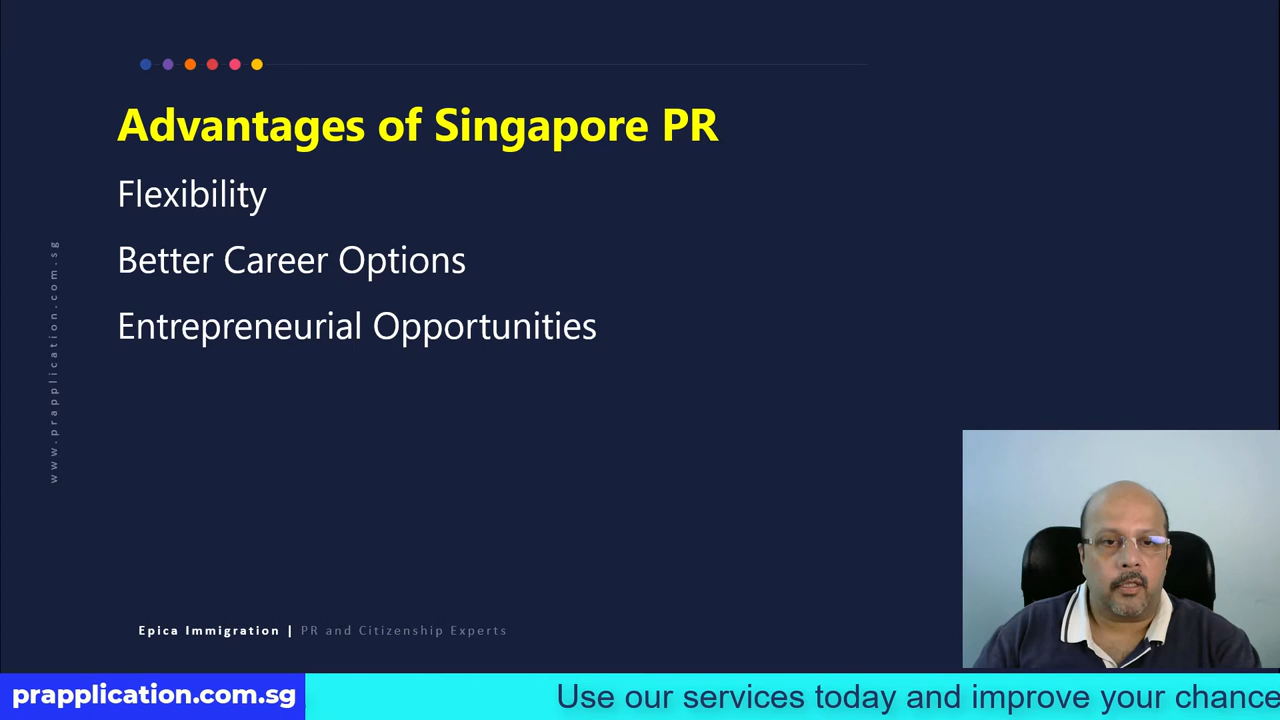 Advantages of Singapore PR
Flexibility
Better Career Options
Entrepreneurial Opportunities
www.prapplication.com.sg
Epica Immigration | PR and Citizenship Experts
prapplication.com.sg
Use our services today and improve your chance